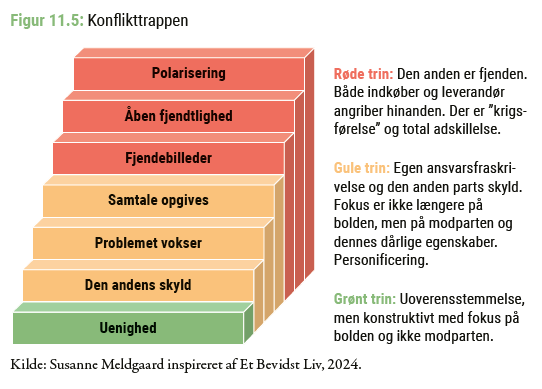 Figur 11.5: Konflikttrappen
Polarisering
Åben fjendtlighed
Fjendebilleder
Samtale opgives
Problemet vokser
Den andens skyld
Uenighed
Røde trin: Den anden er fjenden.
Både indkøber og leverandør
angriber hinanden. Der er ”krigs-
førelse” og total adskillelse.
Gule trin: Egen ansvarsfraskri-
velse og den anden parts skyld.
Fokus er ikke længere på
bolden, men på modparten og
dennes dårlige egenskaber.
Personificering.
Grønt trin: Uoverensstemmelse,
men konstruktivt med fokus på
bolden og ikke modparten.
Kilde: Susanne Meldgaard inspireret af Et Bevidst Liv, 2024.